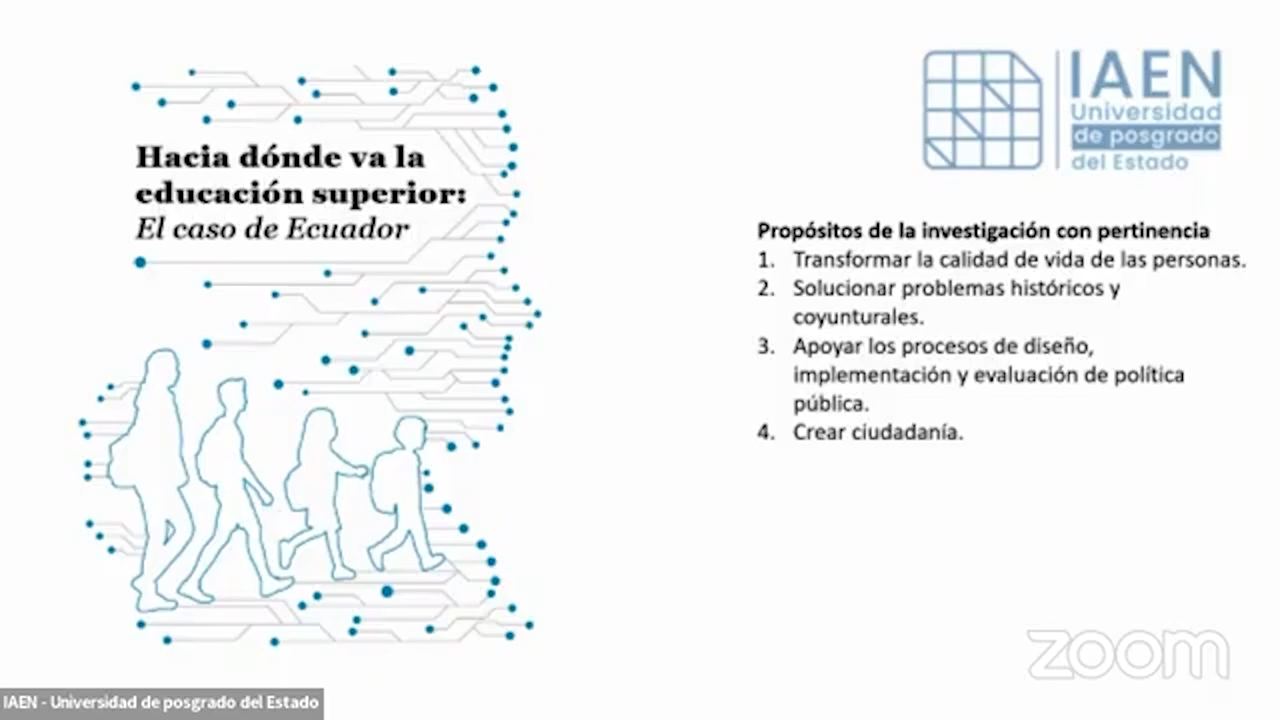 Hacia dónde va la
educación superior:
El caso de Ecuador
IAEN
Universidad
de posgrado
del Estado
Propósitos de la investigación con pertinencia
1. Transformar la calidad de vida de las personas.
2. Solucionar problemas históricos y
coyunturales.
3. Apoyar los procesos de diseño,
implementación y evaluación de política
pública.
4. Crear ciudadanía.
zoom
IAEN - Universidad de posgrado del Estado